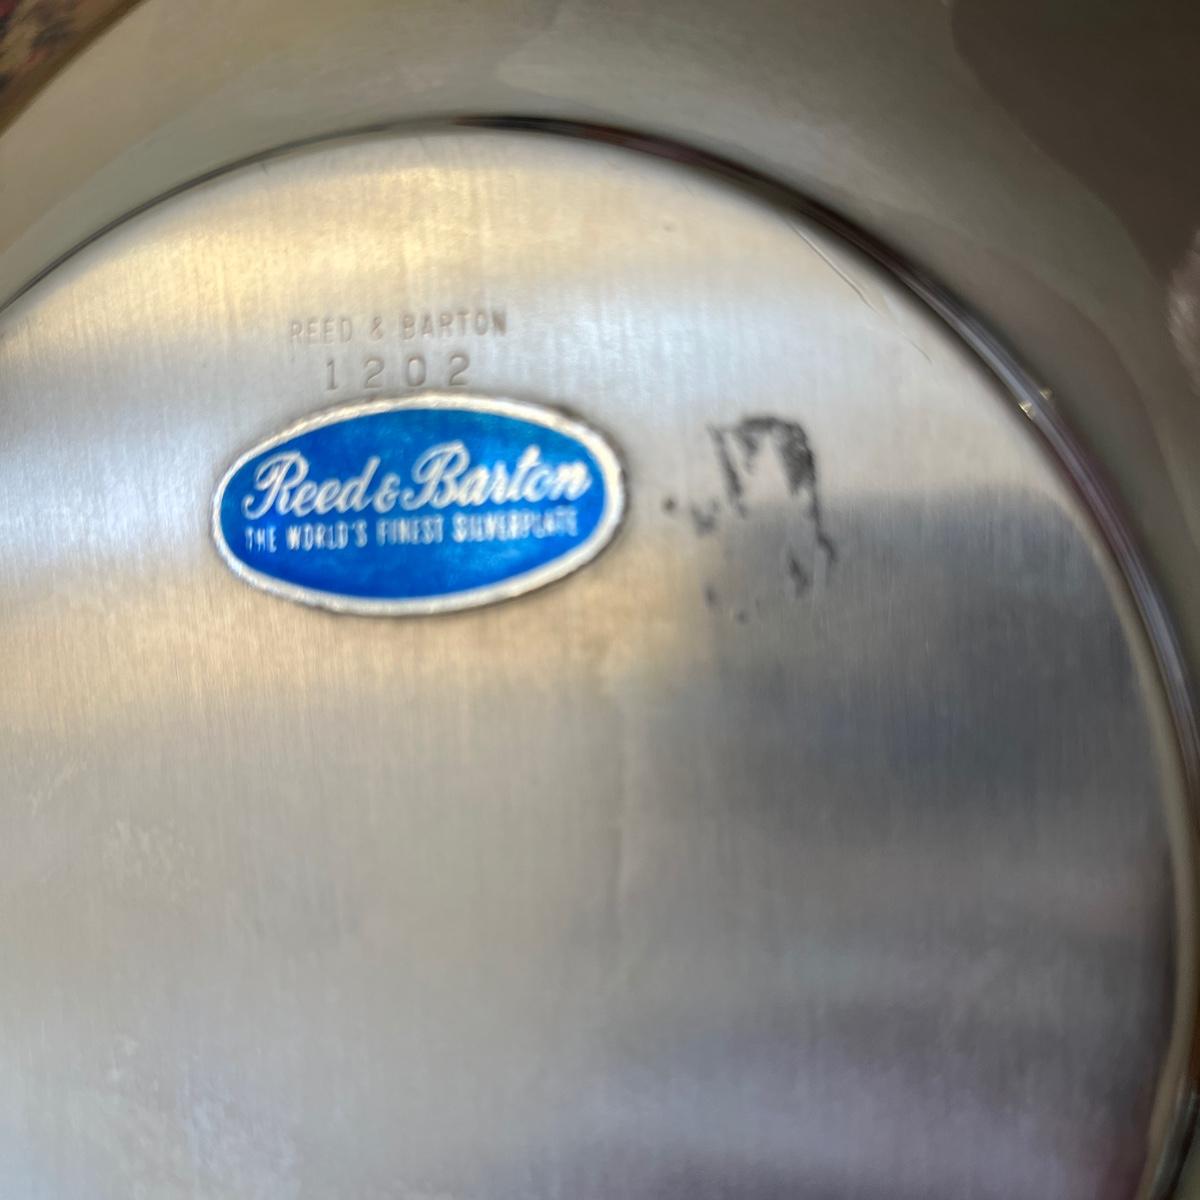 REED & BARTON
1202
Reed & Barton
THE WORLD'S FINEST SILVERPLATE